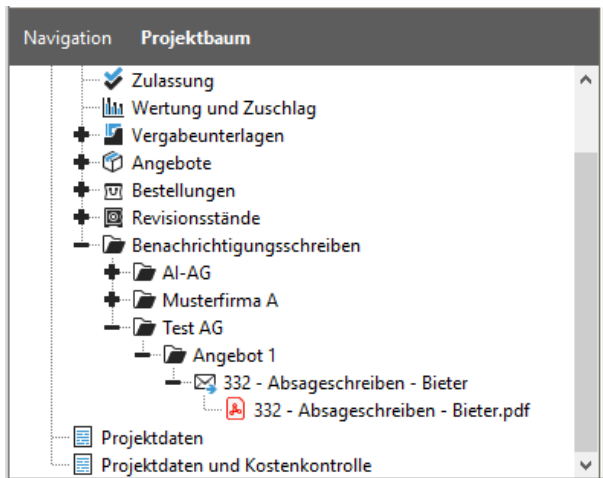 Navigation Projektbaum
Zulassung
Wertung und Zuschlag
Vergabeunterlagen
Angebote
Bestellungen
Revisionsstände
Benachrichtigungsschreiben
AI-AG
Musterfirma A
Test AG
Angebot 1
332 - Absageschreiben - Bieter
332 - Absageschreiben - Bieter.pdf
Projektdaten
Projektdaten und Kostenkontrolle